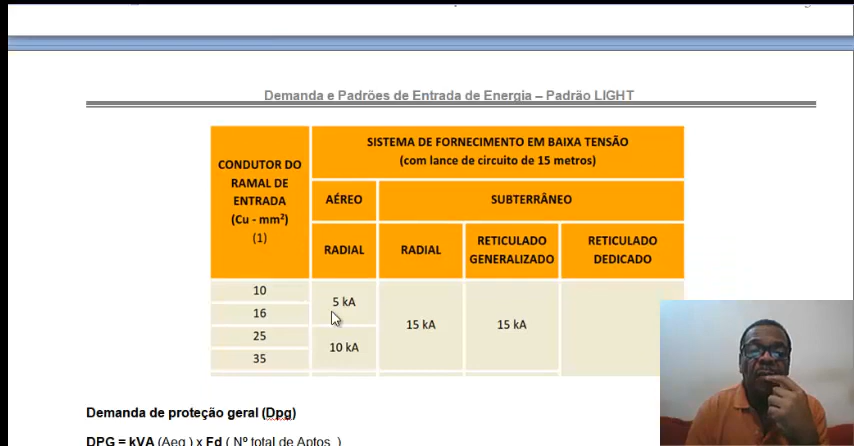 Demanda e Padrões de Entrada de Energia – Padrão LIGHT
CONDUTOR DO
RAMAL DE
ENTRADA
(Cu - mm²)
(1)
SISTEMA DE FORNECIMENTO EM BAIXA TENSÃO
(com lance de circuito de 15 metros)
AÉREO
SUBTERRÂNEO
RADIAL
RADIAL
RETICULADO
GENERALIZADO
RETICULADO
DEDICADO
10
16
25
35
5 kA
10 kA
15 kA
15 kA
Demanda de proteção geral (Dpg)
DPG = kVA (Aeq ) x Fd ( Nº total de Aptos )